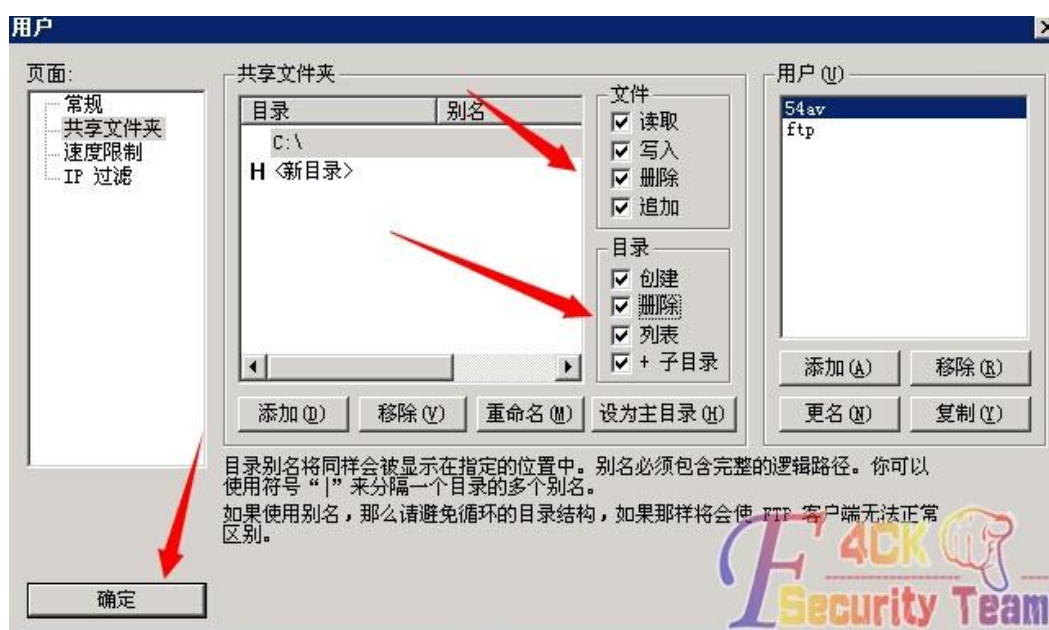 用户
页面:
常规
共享文件夹
速度限制
IP 过滤
共享文件夹
目录 别名
C:\
H <新目录>
文件
读取
写入
删除
追加
目录
创建
删除
列表
+ 子目录
添加(D) 移除(V) 重命名(M) 设为主目录(H)
用户(U)
54av
ftp
添加(A) 移除(R)
更名(N) 复制(Y)
目录别名将同样会被显示在指定的位置中。别名必须包含完整的逻辑路径。你可以
使用符号“|”来分隔一个目录的多个别名。
如果使用别名,那么请避免循环的目录结构,如果那样将会使 FTP 客户端无法正常
区别。
确定
F4CK
Security Team